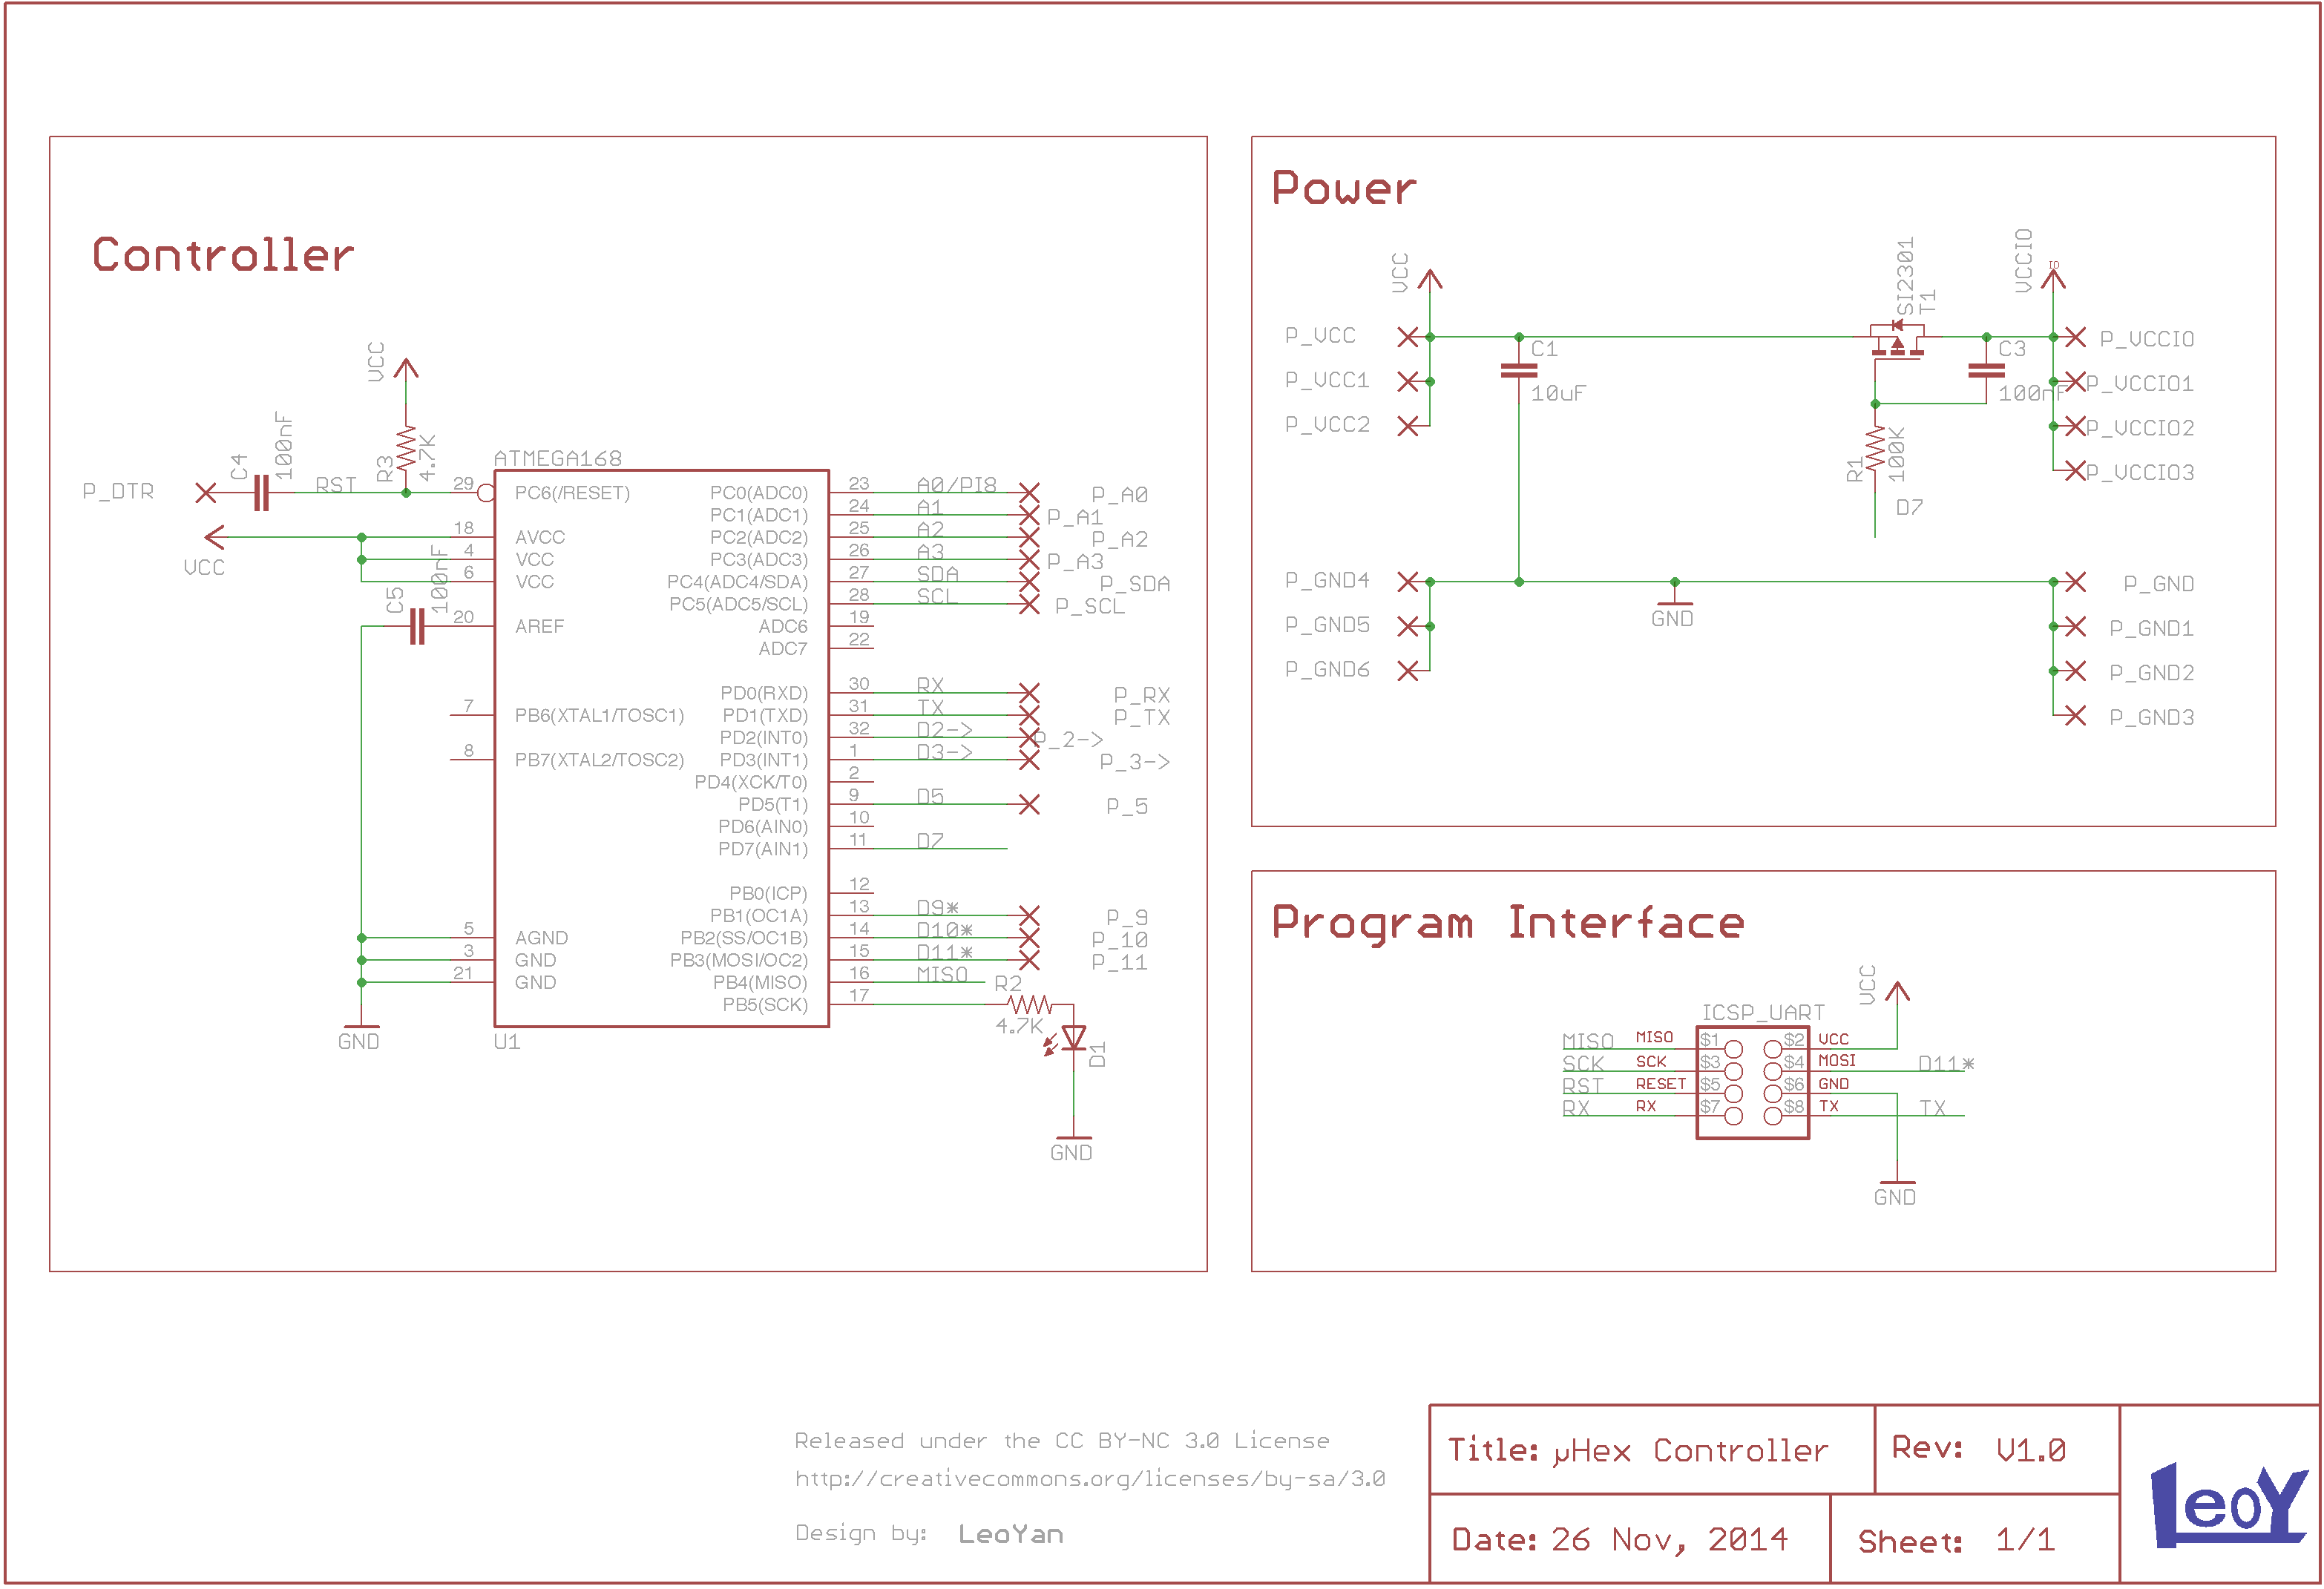 Controller
VCC
R3
4.7K
C4
100nF
P_DTR
RST
VCC
C5
100nF
GND
ATMEGA168
U1
29 PC6(/RESET)
18 AVCC
4 VCC
6 VCC
20 AREF
7 PB6(XTAL1/TOSC1)
8 PB7(XTAL2/TOSC2)
5 AGND
3 GND
21 GND
PC0(ADC0) 23 A0/PI8 P_A0
PC1(ADC1) 24 A1 P_A1
PC2(ADC2) 25 A2 P_A2
PC3(ADC3) 26 A3 P_A3
PC4(ADC4/SDA) 27 SDA P_SDA
PC5(ADC5/SCL) 28 SCL P_SCL
ADC6 19
ADC7 22
PD0(RXD) 30 RX P_RX
PD1(TXD) 31 TX P_TX
PD2(INT0) 32 D2-> P_2->
PD3(INT1) 1 D3-> P_3->
PD4(XCK/T0) 2
PD5(T1) 9 D5 P_5
PD6(AIN0) 10
PD7(AIN1) 11 D7
PB0(ICP) 12
PB1(OC1A) 13 D9* P_9
PB2(SS/OC1B) 14 D10* P_10
PB3(MOSI/OC2) 15 D11* P_11
PB4(MISO) 16 MISO
PB5(SCK) 17
R2
4.7K
D1
GND
Power
VCC
P_VCC
P_VCC1
P_VCC2
C1
10uF
SI2301
T1
VCCIO
IO
C3
100nF
P_VCCIO
P_VCCIO1
P_VCCIO2
P_VCCIO3
R1
100K
D7
P_GND4
P_GND5
P_GND6
GND
P_GND
P_GND1
P_GND2
P_GND3
Program Interface
VCC
ICSP_UART
MISO MISO $1 $2 VCC
SCK SCK $3 $4 MOSI D11*
RST RESET $5 $6 GND
RX RX $7 $8 TX TX
GND
Released under the CC BY-NC 3.0 License
http://creativecommons.org/licenses/by-sa/3.0
Design by: LeoYan
Title: µHex Controller
Rev: V1.0
Date: 26 Nov, 2014
Sheet: 1/1
LeoY